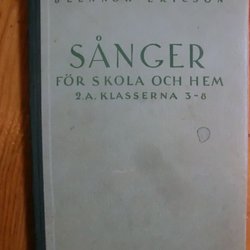 SÅNGER
FÖR SKOLA OCH HEM
2.A. KLASSERNA 3-8